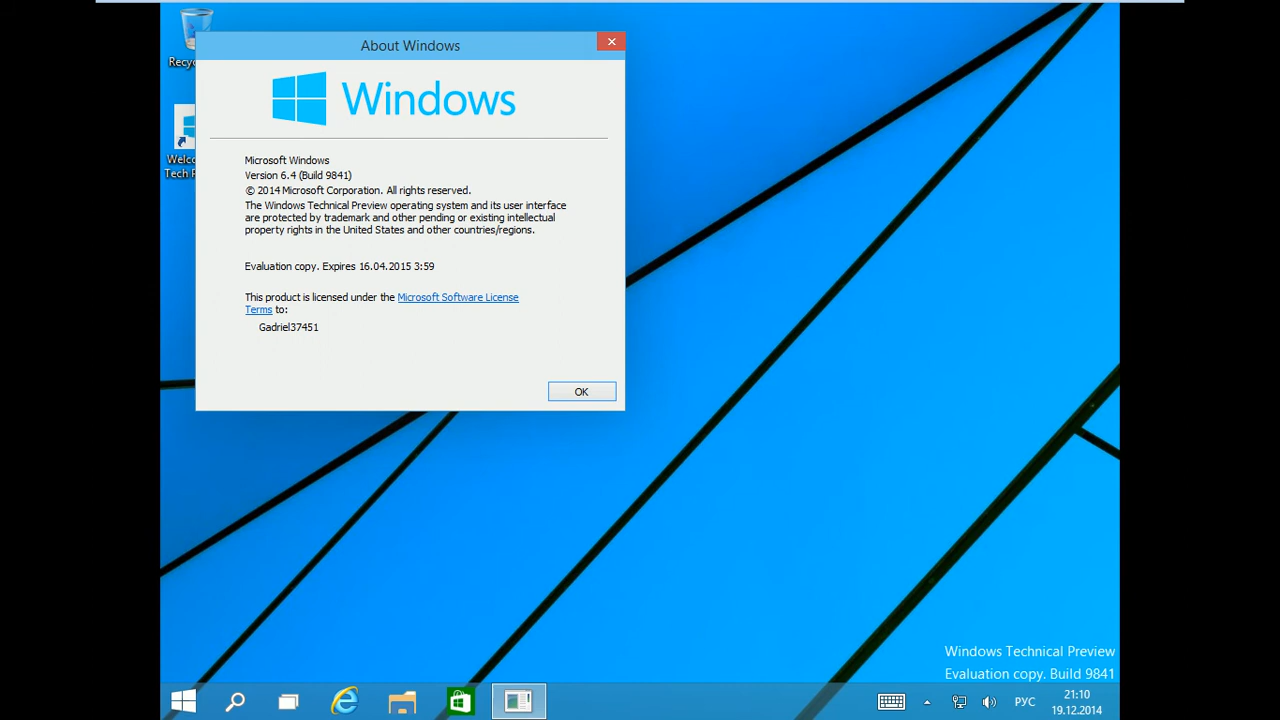 About Windows
Windows
Microsoft Windows
Version 6.4 (Build 9841)
© 2014 Microsoft Corporation. All rights reserved.
The Windows Technical Preview operating system and its user interface
are protected by trademark and other pending or existing intellectual
property rights in the United States and other countries/regions.
Evaluation copy. Expires 16.04.2015 3:59
This product is licensed under the Microsoft Software License
Terms to:
Gadriel37451
OK
Tech
Windows Technical Preview
Evaluation copy. Build 9841
РУС
21:10
19.12.2014